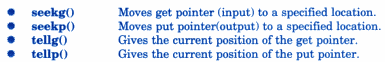 seekg() Moves get pointer (input) to a specified location.
seekp() Moves put pointer(output) to a specified location.
tellg() Gives the current position of the get pointer.
tellp() Gives the current position of the put pointer.